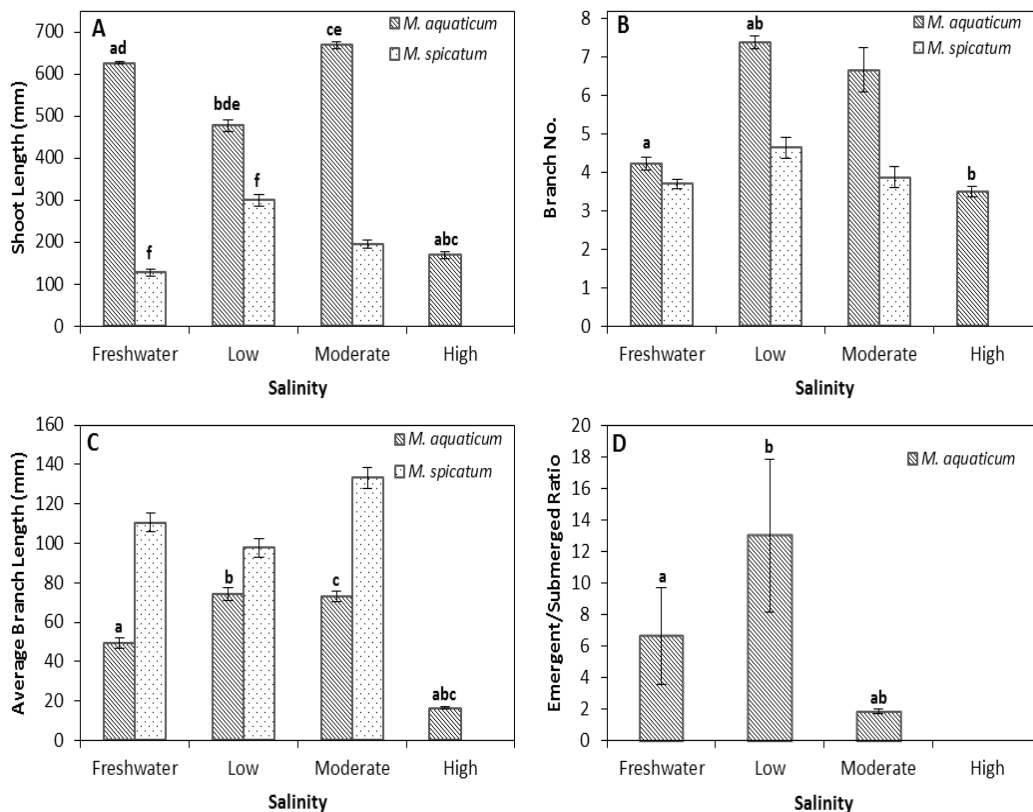 A
M. aquaticum
M. spicatum
Shoot Length (mm)
700
600
500
400
300
200
100
0
ad
f
bde
f
ce
abc
Freshwater Low Moderate High
Salinity
B
M. aquaticum
M. spicatum
Branch No.
8
7
6
5
4
3
2
1
0
a
ab
b
Freshwater Low Moderate High
Salinity
C
M. aquaticum
M. spicatum
Average Branch Length (mm)
160
140
120
100
80
60
40
20
0
a
b
c
abc
Freshwater Low Moderate High
Salinity
D
M. aquaticum
Emergent/Submerged Ratio
20
18
16
14
12
10
8
6
4
2
0
a
b
ab
Freshwater Low Moderate High
Salinity